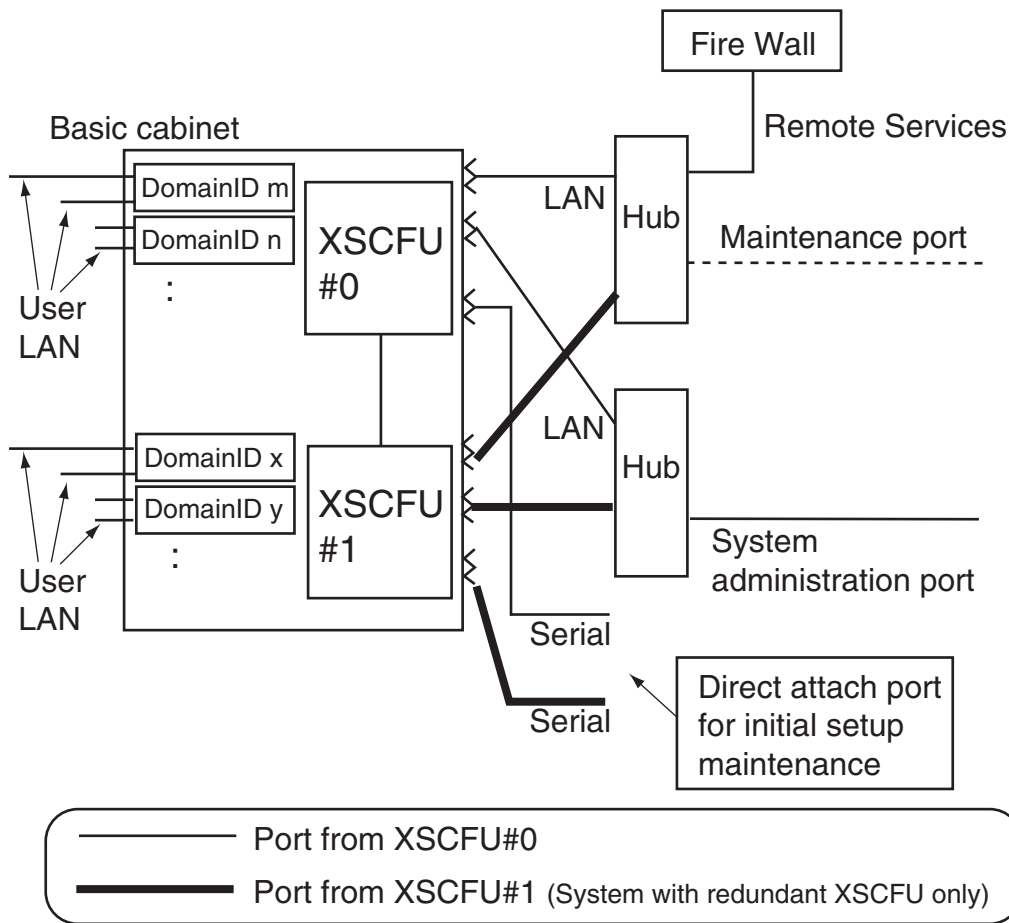 Fire Wall
Remote Services
Basic cabinet
DomainID m
DomainID n
:
XSCFU
#0
LAN
Hub
Maintenance port
User
LAN
LAN
Hub
DomainID x
DomainID y
:
XSCFU
#1
System
administration port
User
LAN
Serial
Serial
Direct attach port
for initial setup
maintenance
Port from XSCFU#0
Port from XSCFU#1 (System with redundant XSCFU only)